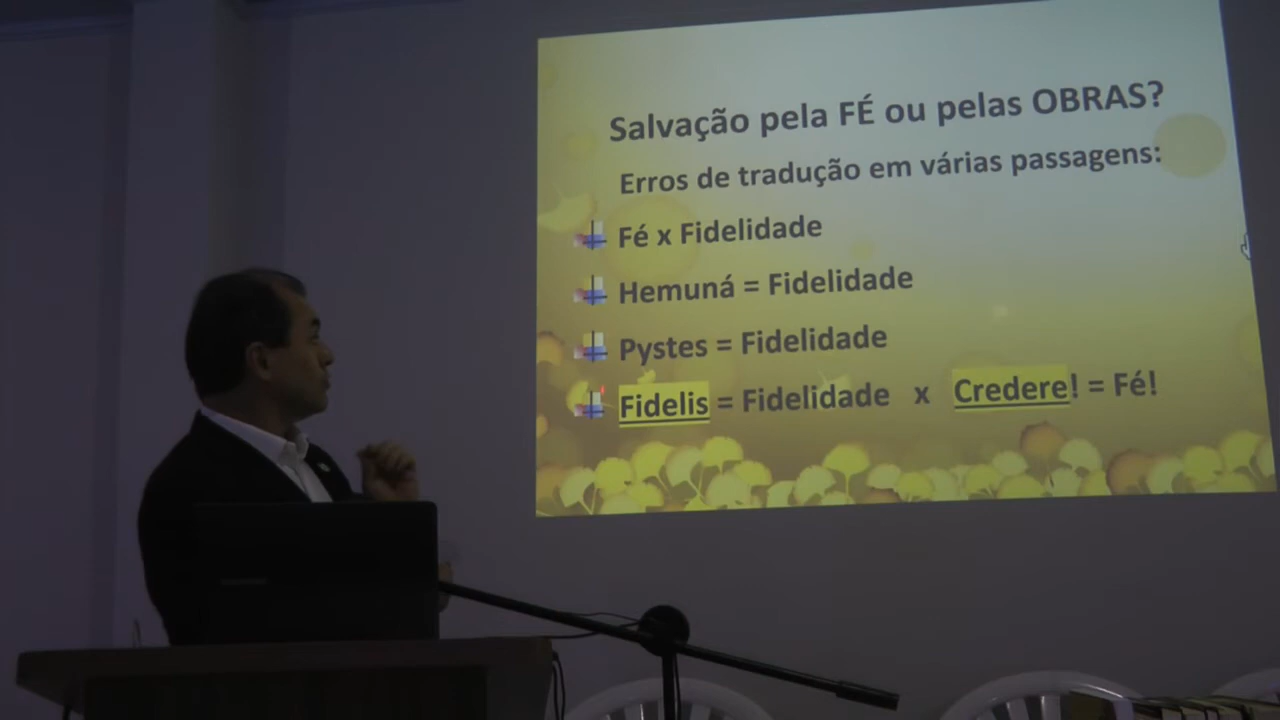 Salvação pela FÉ ou pelas OBRAS?
Erros de tradução em várias passagens:
Fé x Fidelidade
Hemuná = Fidelidade
Pystes = Fidelidade
Fidelis = Fidelidade x Credere! = Fé!